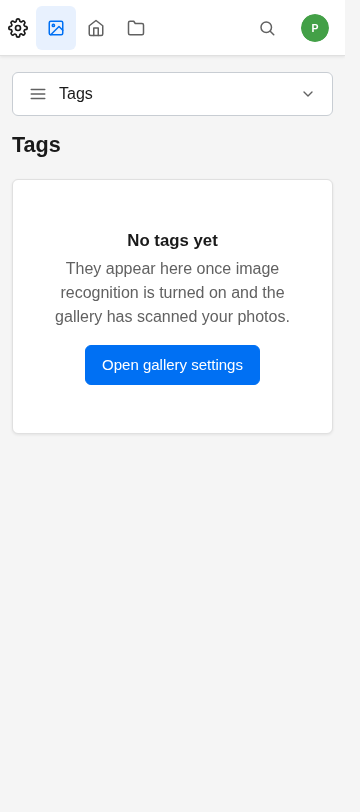 P
Tags
Tags
No tags yet
They appear here once image
recognition is turned on and the
gallery has scanned your photos.
Open gallery settings